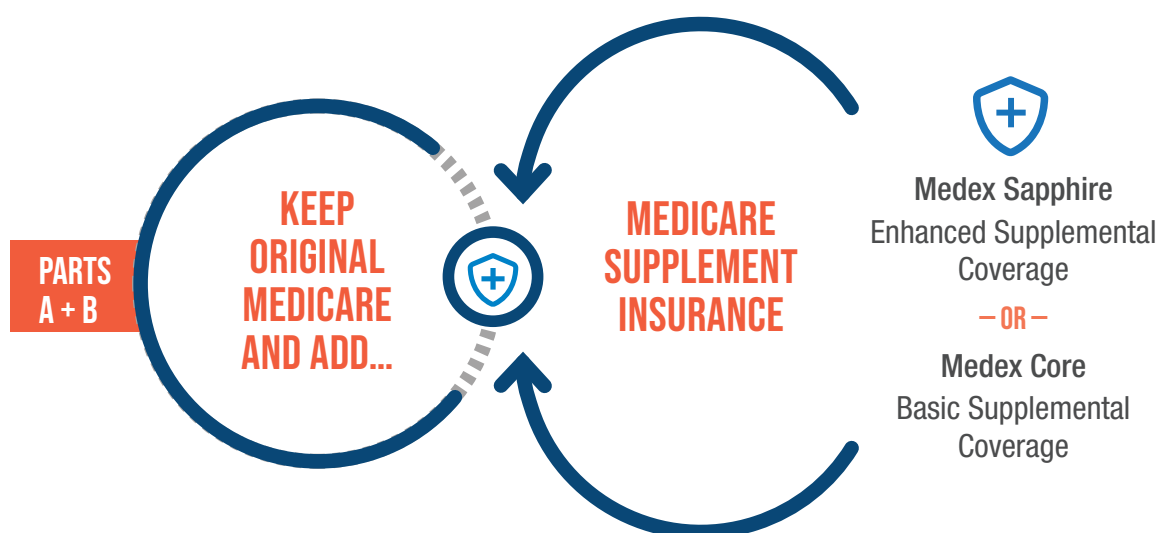 PARTS
A + B
KEEP
ORIGINAL
MEDICARE
AND ADD...
MEDICARE
SUPPLEMENT
INSURANCE
Medex Sapphire
Enhanced Supplemental
Coverage
– OR –
Medex Core
Basic Supplemental
Coverage